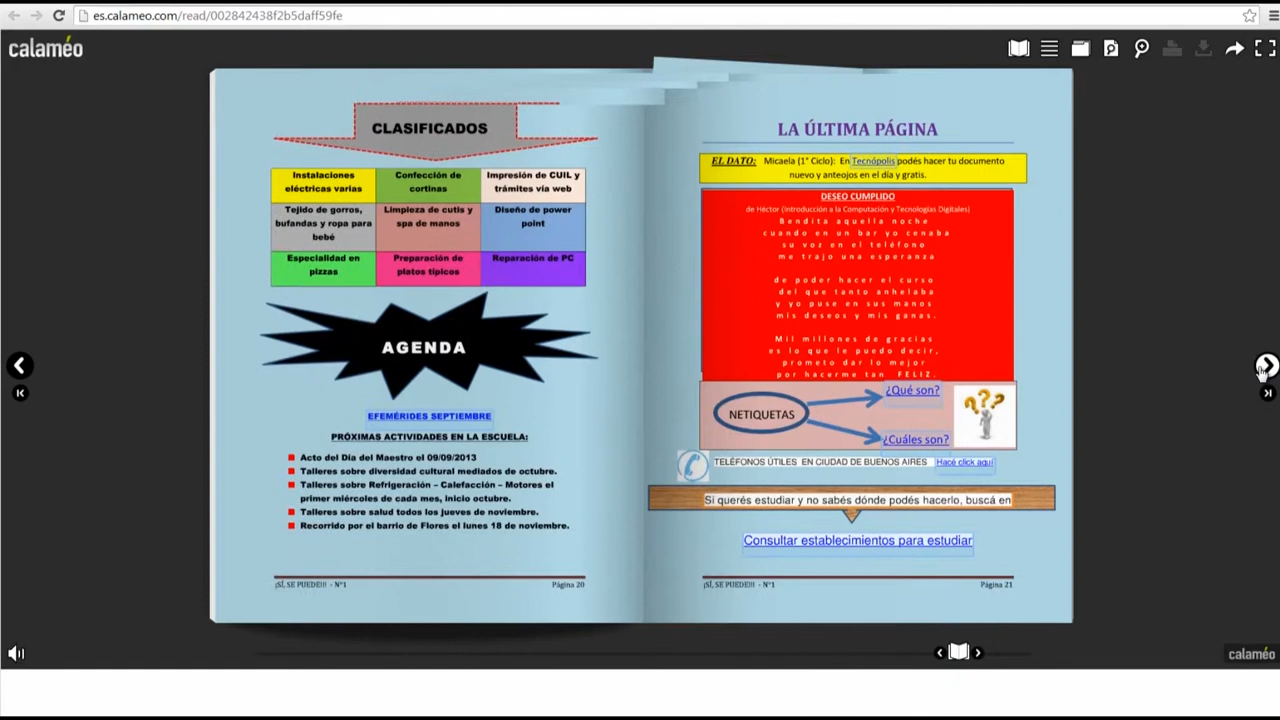 es.calameo.com/read/002842438f2b5daff59fe
calaméo
CLASIFICADOS
Instalaciones eléctricas varias
Confección de cortinas
Impresión de CUIL y trámites vía web
Tejido de gorros, bufandas y ropa para bebé
Limpieza de cutis y spa de manos
Diseño de power point
Especialidad en pizzas
Preparación de platos típicos
Reparación de PC
AGENDA
EFEMÉRIDES SEPTIEMBRE
PRÓXIMAS ACTIVIDADES EN LA ESCUELA:
Acto del Día del Maestro el 09/09/2013
Talleres sobre diversidad cultural mediados de octubre.
Talleres sobre Refrigeración – Calefacción – Motores el
primer miércoles de cada mes, inicio octubre.
Talleres sobre salud todos los jueves de noviembre.
Recorrido por el barrio de Flores el lunes 18 de noviembre.
¡SÍ, SE PUEDE!!! - N°1 Página 20
LA ÚLTIMA PÁGINA
EL DATO: Micaela (1° Ciclo): En Tecnópolis podés hacer tu documento
nuevo y anteojos en el día y gratis.
DESEO CUMPLIDO
de Héctor (Introducción a la Computación y Tecnologías Digitales)
Bendita aquella noche
cuando en un bar yo cenaba
su voz en el teléfono
me trajo una esperanza
de poder hacer el curso
del que tanto anhelaba
y yo puse en sus manos
mis deseos y mis ganas.
Mil millones de gracias
es lo que le puedo decir,
prometo dar lo mejor
por hacerme tan FELIZ.
NETIQUETAS
¿Qué son?
¿Cuáles son?
TELÉFONOS ÚTILES EN CIUDAD DE BUENOS AIRES Hacé click aquí
Si querés estudiar y no sabés dónde podés hacerlo, buscá en
Consultar establecimientos para estudiar
¡SÍ, SE PUEDE!!! - N°1 Página 21
calaméo